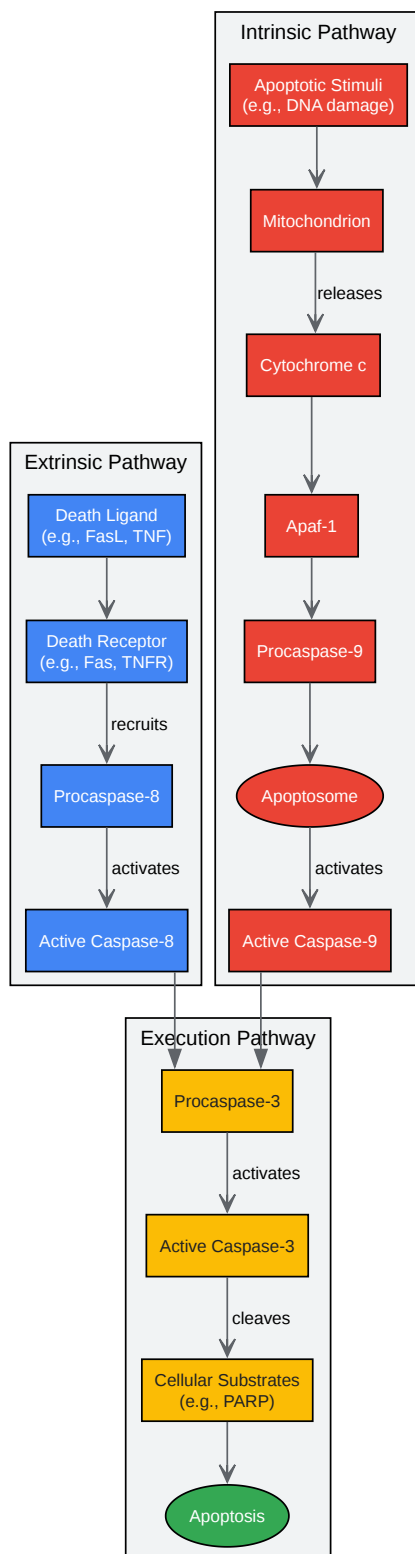 Intrinsic Pathway
Apoptotic Stimuli
(e.g., DNA damage)
Mitochondrion
releases
Cytochrome c
Apaf-1
Procaspase-9
Apoptosome
activates
Active Caspase-9
Extrinsic Pathway
Death Ligand
(e.g., FasL, TNF)
Death Receptor
(e.g., Fas, TNFR)
recruits
Procaspase-8
activates
Active Caspase-8
Execution Pathway
Procaspase-3
activates
Active Caspase-3
cleaves
Cellular Substrates
(e.g., PARP)
Apoptosis